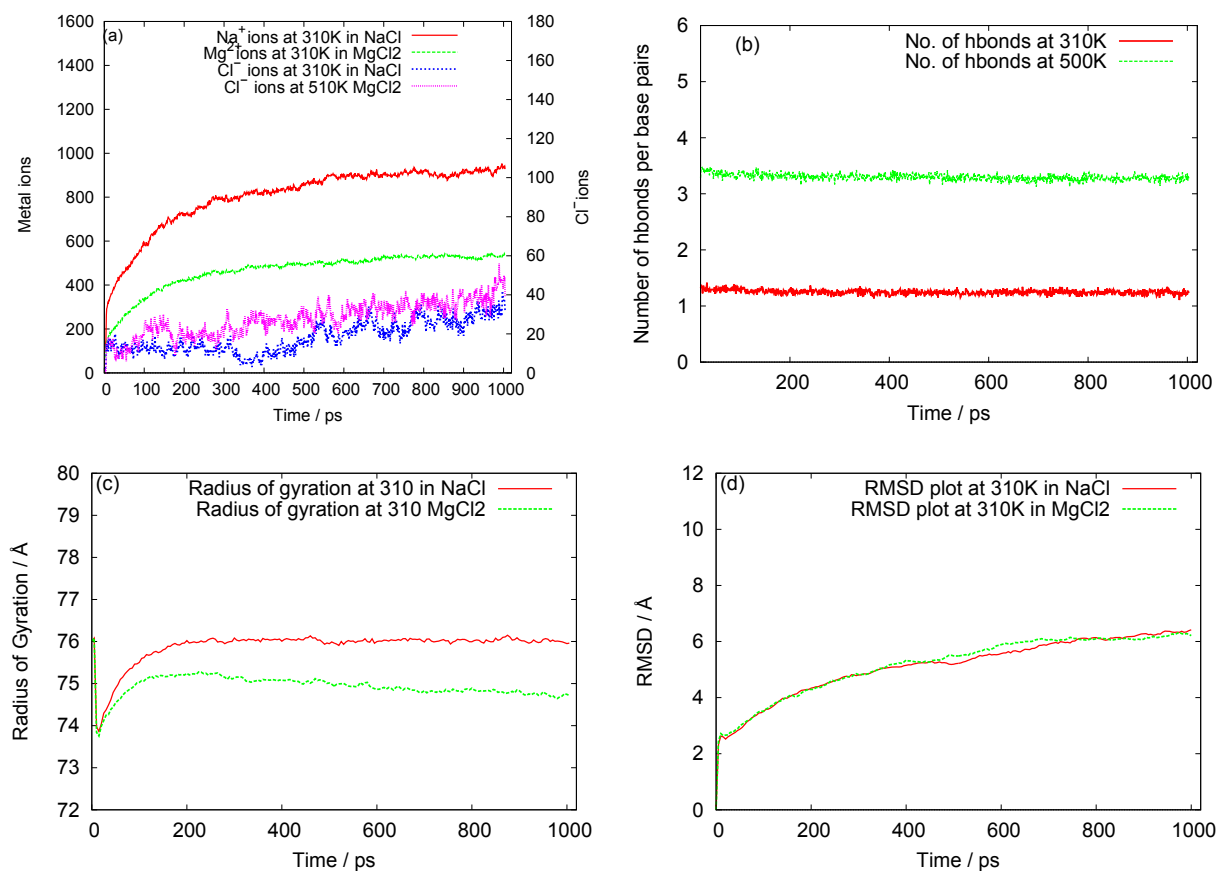 (a)
Na+ ions at 310K in NaCl
Mg2+ ions at 310K in MgCl2
Cl− ions at 310K in NaCl
Cl− ions at 510K MgCl2
1600
1400
1200
1000
800
600
400
200
0
Metal ions
180
160
140
120
100
80
60
40
20
0
Cl− ions
0 100 200 300 400 500 600 700 800 900 1000
Time / ps
(b)
No. of hbonds at 310K
No. of hbonds at 500K
6
5
4
3
2
1
0
Number of hbonds per base pairs
200 400 600 800 1000
Time / ps
(c)
Radius of gyration at 310 in NaCl
Radius of gyration at 310 MgCl2
80
79
78
77
76
75
74
73
72
Radius of Gyration / Å
0 200 400 600 800 1000
Time / ps
(d)
RMSD plot at 310K in NaCl
RMSD plot at 310K in MgCl2
12
10
8
6
4
2
0
RMSD / Å
0 200 400 600 800 1000
Time / ps